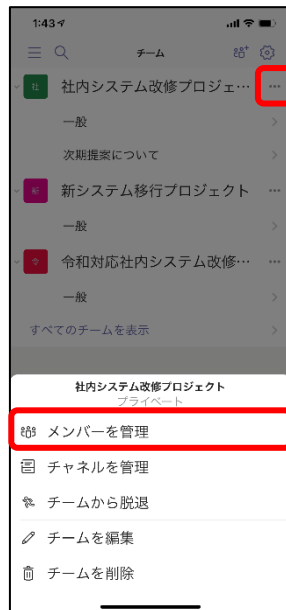 1:43
チーム
社 社内システム改修プロジェ… …
一般
次期提案について
新 新システム移行プロジェクト …
一般
令 令和対応社内システム改修… …
一般
すべてのチームを表示
社内システム改修プロジェクト
プライベート
メンバーを管理
チャネルを管理
チームから脱退
チームを編集
チームを削除